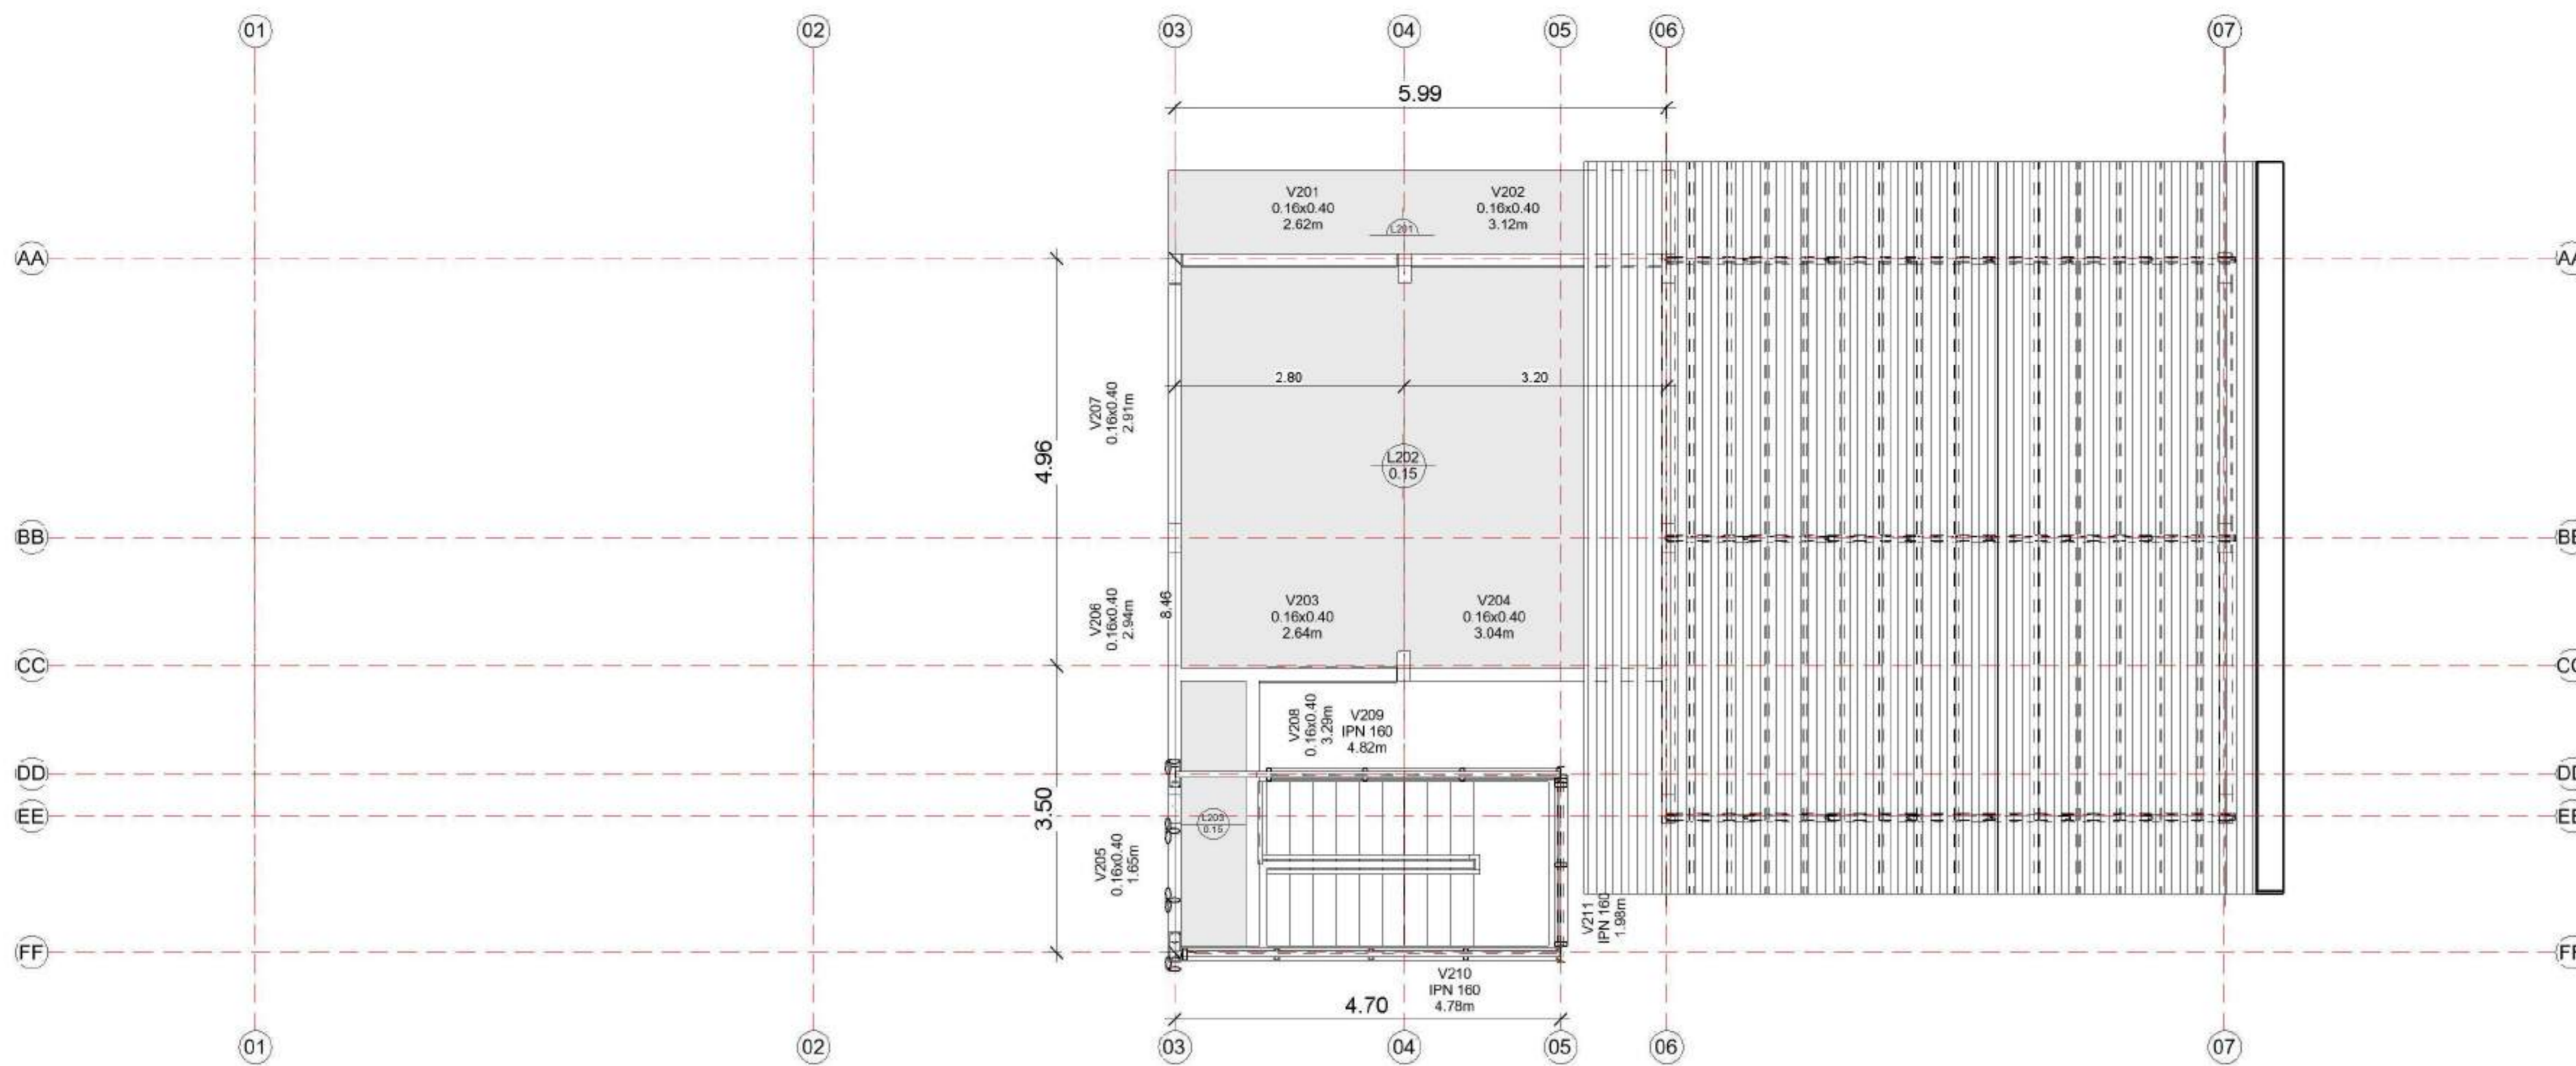 01 02 03 04 05 06 07
5.99
V201
0.16x0.40
2.62m
V202
0.16x0.40
3.12m
L201
AA AA
2.80 3.20
V207
0.16x0.40
2.91m
4.96
L202
0.15
BB BB
V206
0.16x0.40
2.94m
8.46
V203
0.16x0.40
2.64m
V204
0.16x0.40
3.04m
CC CC
V208
0.16x0.40
3.29m
V209
IPN 160
4.82m
DD DD
3.50
EE EE
L203
0.15
V205
0.16x0.40
1.65m
V211
IPN 160
1.98m
FF FF
V210
IPN 160
4.78m
4.70
01 02 03 04 05 06 07